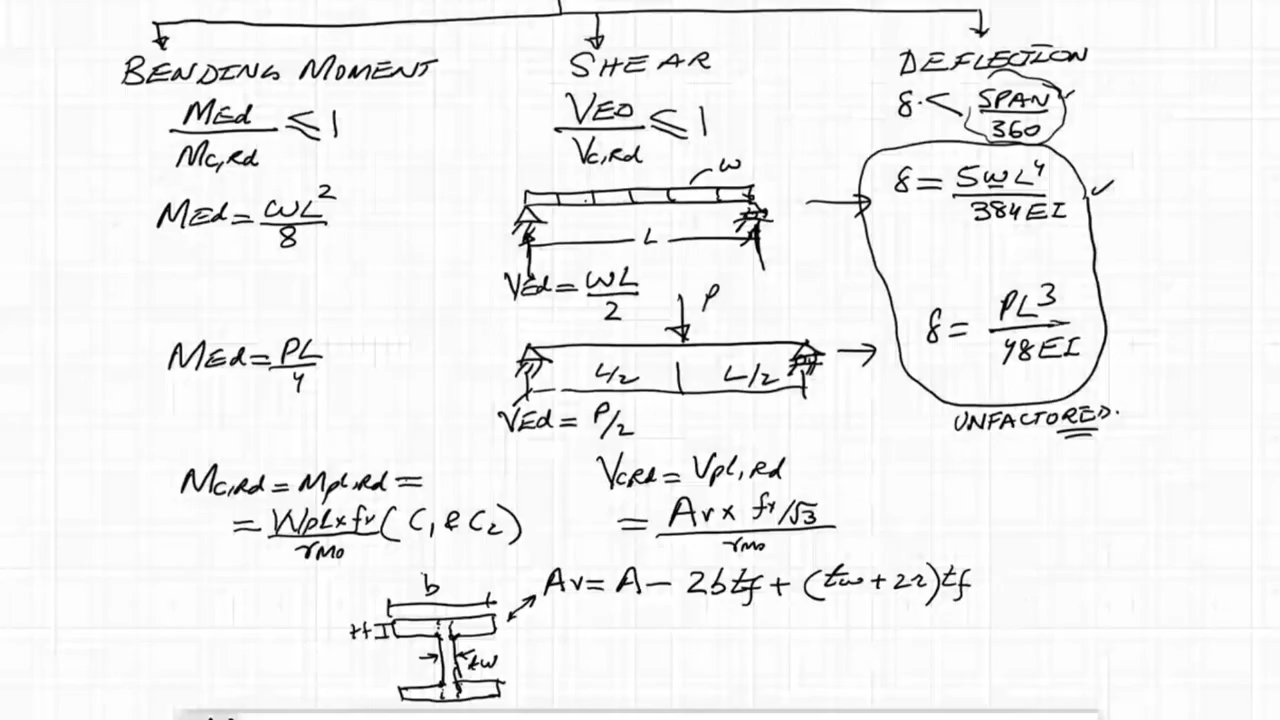 BENDING MOMENT
MEd / Mc,Rd ≤ 1
MEd = wL² / 8
MEd = PL / 4
Mc,Rd = Mpl,Rd =
= Wpl × fy / γM0 (C1 & C2)
b
tf
tw
SHEAR
VED / Vc,Rd ≤ 1
w
L
VEd = wL / 2
P
L/2 L/2
VEd = P/2
VcRd = Vpl,Rd
= Av × fy/√3 / γM0
Av = A - 2btf + (tw + 2r)tf
DEFLECTION
δ < SPAN / 360
δ = 5wL⁴ / 384EI
δ = PL³ / 48EI
UNFACTORED.